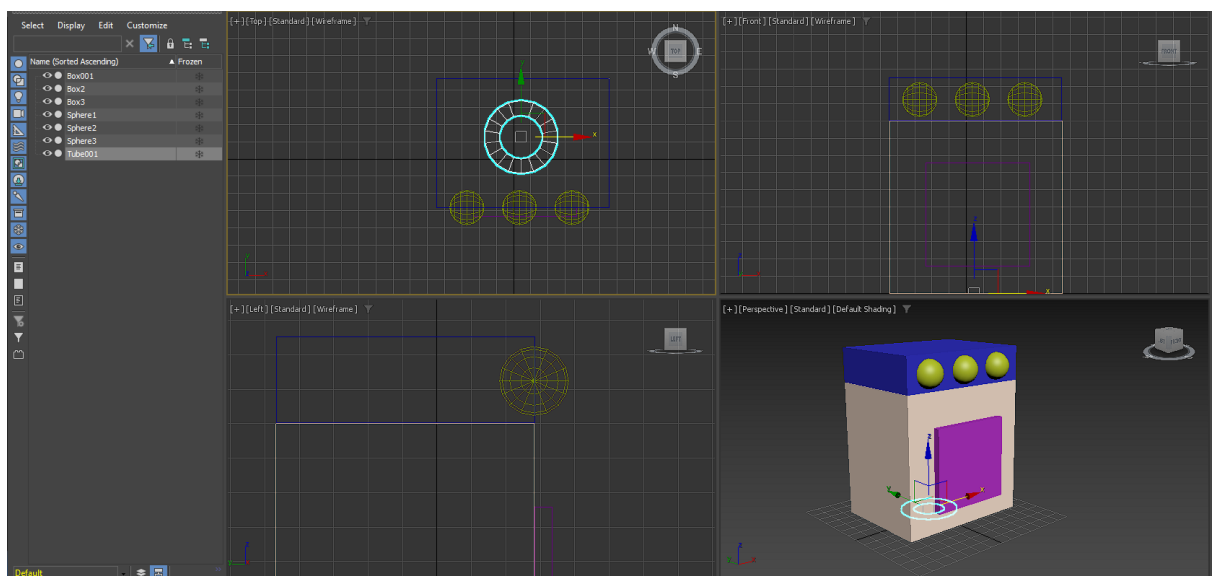 Select Display Edit Customize
Name (Sorted Ascending) ▲ Frozen
Box001
Box2
Box3
Sphere1
Sphere2
Sphere3
Tube001
Default
[+][Top][Standard][Wireframe]
N
W TOP E
S
y
x
[+][Front][Standard][Wireframe]
FRONT
z
x
[+][Left][Standard][Wireframe]
LEFT
[+][Perspective][Standard][Default Shading]
z
y x